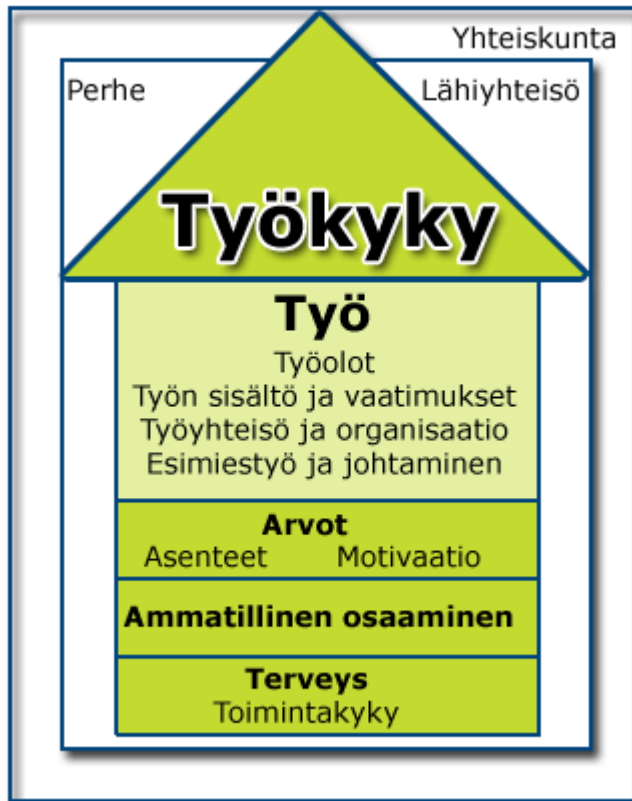 Yhteiskunta
Perhe Lähiyhteisö
Työkyky
Työ
Työolot
Työn sisältö ja vaatimukset
Työyhteisö ja organisaatio
Esimiestyö ja johtaminen
Arvot
Asenteet Motivaatio
Ammatillinen osaaminen
Terveys
Toimintakyky